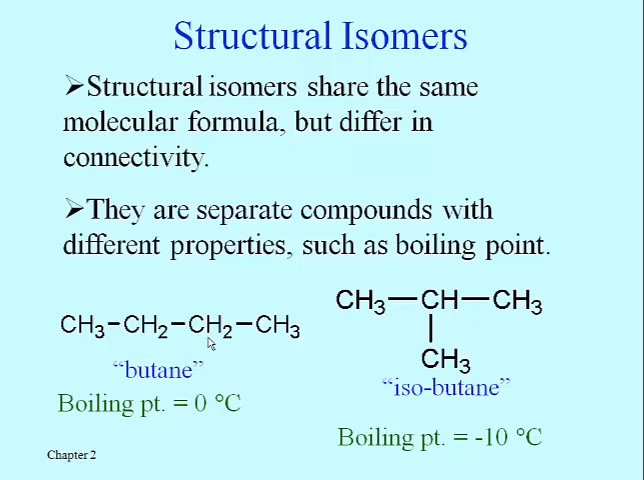 Structural Isomers
➢Structural isomers share the same
molecular formula, but differ in
connectivity.
➢They are separate compounds with
different properties, such as boiling point.
CH₃−CH₂−CH₂−CH₃
“butane”
Boiling pt. = 0 °C
CH₃—CH—CH₃
|
CH₃
“iso-butane”
Boiling pt. = -10 °C
Chapter 2